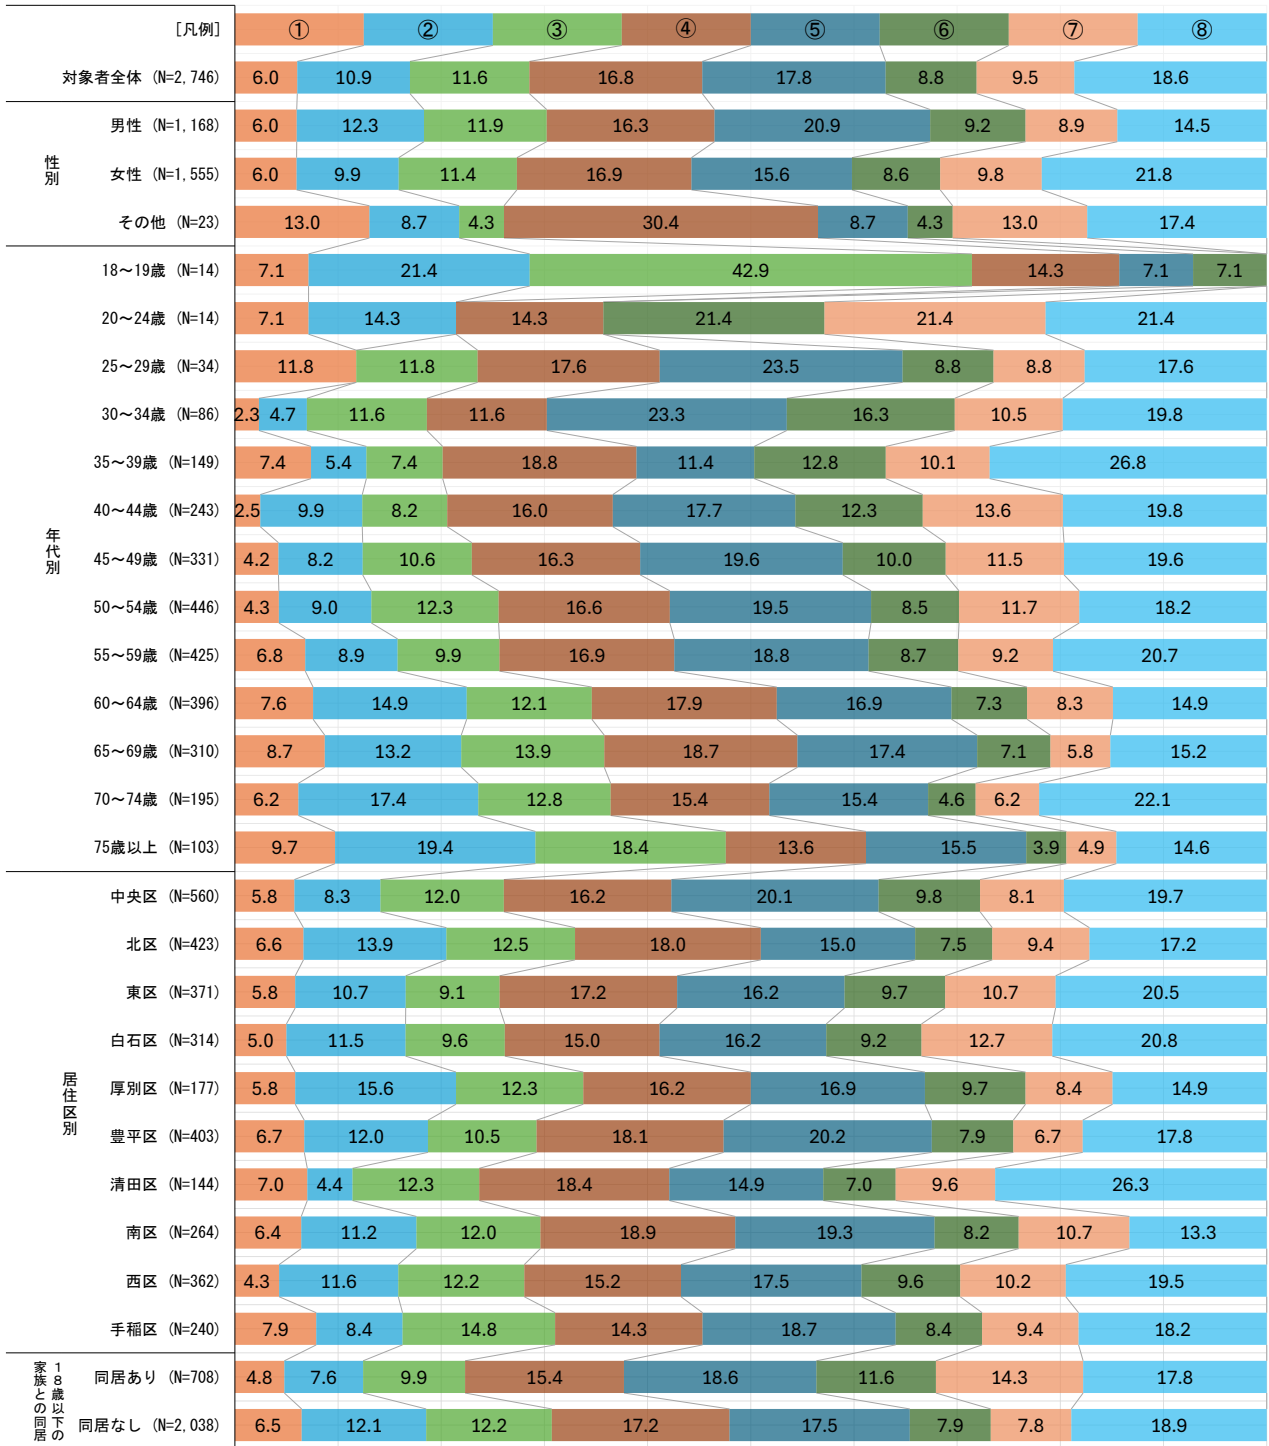 [凡例] ① ② ③ ④ ⑤ ⑥ ⑦ ⑧
対象者全体 (N=2,746) 6.0 10.9 11.6 16.8 17.8 8.8 9.5 18.6
性別
男性 (N=1,168) 6.0 12.3 11.9 16.3 20.9 9.2 8.9 14.5
女性 (N=1,555) 6.0 9.9 11.4 16.9 15.6 8.6 9.8 21.8
その他 (N=23) 13.0 8.7 4.3 30.4 8.7 4.3 13.0 17.4
年代別
18～19歳 (N=14) 7.1 21.4 42.9 14.3 7.1 7.1
20～24歳 (N=14) 7.1 14.3 14.3 21.4 21.4 21.4
25～29歳 (N=34) 11.8 11.8 17.6 23.5 8.8 8.8 17.6
30～34歳 (N=86) 2.3 4.7 11.6 11.6 23.3 16.3 10.5 19.8
35～39歳 (N=149) 7.4 5.4 7.4 18.8 11.4 12.8 10.1 26.8
40～44歳 (N=243) 2.5 9.9 8.2 16.0 17.7 12.3 13.6 19.8
45～49歳 (N=331) 4.2 8.2 10.6 16.3 19.6 10.0 11.5 19.6
50～54歳 (N=446) 4.3 9.0 12.3 16.6 19.5 8.5 11.7 18.2
55～59歳 (N=425) 6.8 8.9 9.9 16.9 18.8 8.7 9.2 20.7
60～64歳 (N=396) 7.6 14.9 12.1 17.9 16.9 7.3 8.3 14.9
65～69歳 (N=310) 8.7 13.2 13.9 18.7 17.4 7.1 5.8 15.2
70～74歳 (N=195) 6.2 17.4 12.8 15.4 15.4 4.6 6.2 22.1
75歳以上 (N=103) 9.7 19.4 18.4 13.6 15.5 3.9 4.9 14.6
居住区別
中央区 (N=560) 5.8 8.3 12.0 16.2 20.1 9.8 8.1 19.7
北区 (N=423) 6.6 13.9 12.5 18.0 15.0 7.5 9.4 17.2
東区 (N=371) 5.8 10.7 9.1 17.2 16.2 9.7 10.7 20.5
白石区 (N=314) 5.0 11.5 9.6 15.0 16.2 9.2 12.7 20.8
厚別区 (N=177) 5.8 15.6 12.3 16.2 16.9 9.7 8.4 14.9
豊平区 (N=403) 6.7 12.0 10.5 18.1 20.2 7.9 6.7 17.8
清田区 (N=144) 7.0 4.4 12.3 18.4 14.9 7.0 9.6 26.3
南区 (N=264) 6.4 11.2 12.0 18.9 19.3 8.2 10.7 13.3
西区 (N=362) 4.3 11.6 12.2 15.2 17.5 9.6 10.2 19.5
手稲区 (N=240) 7.9 8.4 14.8 14.3 18.7 8.4 9.4 18.2
18歳以下の
家族との同居
同居あり (N=708) 4.8 7.6 9.9 15.4 18.6 11.6 14.3 17.8
同居なし (N=2,038) 6.5 12.1 12.2 17.2 17.5 7.9 7.8 18.9